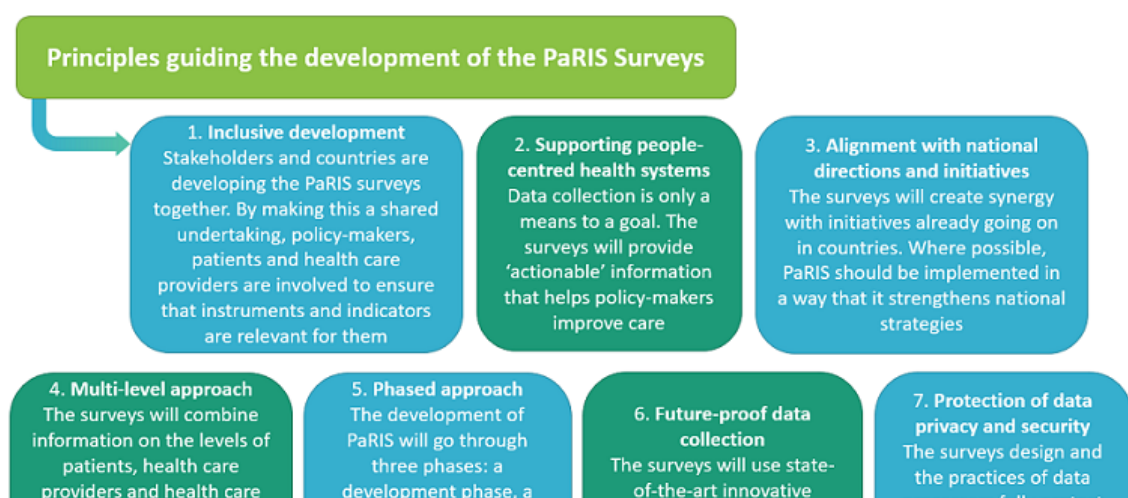 Principles guiding the development of the PaRIS Surveys
1. Inclusive development
Stakeholders and countries are
developing the PaRIS surveys
together. By making this a shared
undertaking, policy-makers,
patients and health care
providers are involved to ensure
that instruments and indicators
are relevant for them
2. Supporting people-
centred health systems
Data collection is only a
means to a goal. The
surveys will provide
‘actionable’ information
that helps policy-makers
improve care
3. Alignment with national
directions and initiatives
The surveys will create synergy
with initiatives already going on
in countries. Where possible,
PaRIS should be implemented in
a way that it strengthens national
strategies
4. Multi-level approach
The surveys will combine
information on the levels of
patients, health care
providers and health care
5. Phased approach
The development of
PaRIS will go through
three phases: a
development phase, a
6. Future-proof data
collection
The surveys will use state-
of-the-art innovative
7. Protection of data
privacy and security
The surveys design and
the practices of data